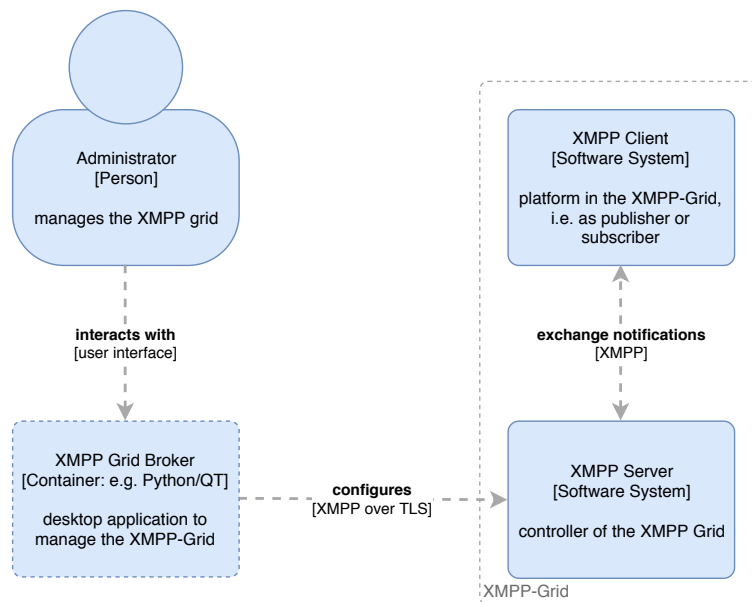 Administrator
[Person]
manages the XMPP grid
XMPP Client
[Software System]
platform in the XMPP-Grid,
i.e. as publisher or
subscriber
interacts with
[user interface]
exchange notifications
[XMPP]
XMPP Grid Broker
[Container: e.g. Python/QT]
desktop application to
manage the XMPP-Grid
configures
[XMPP over TLS]
XMPP Server
[Software System]
controller of the XMPP Grid
XMPP-Grid